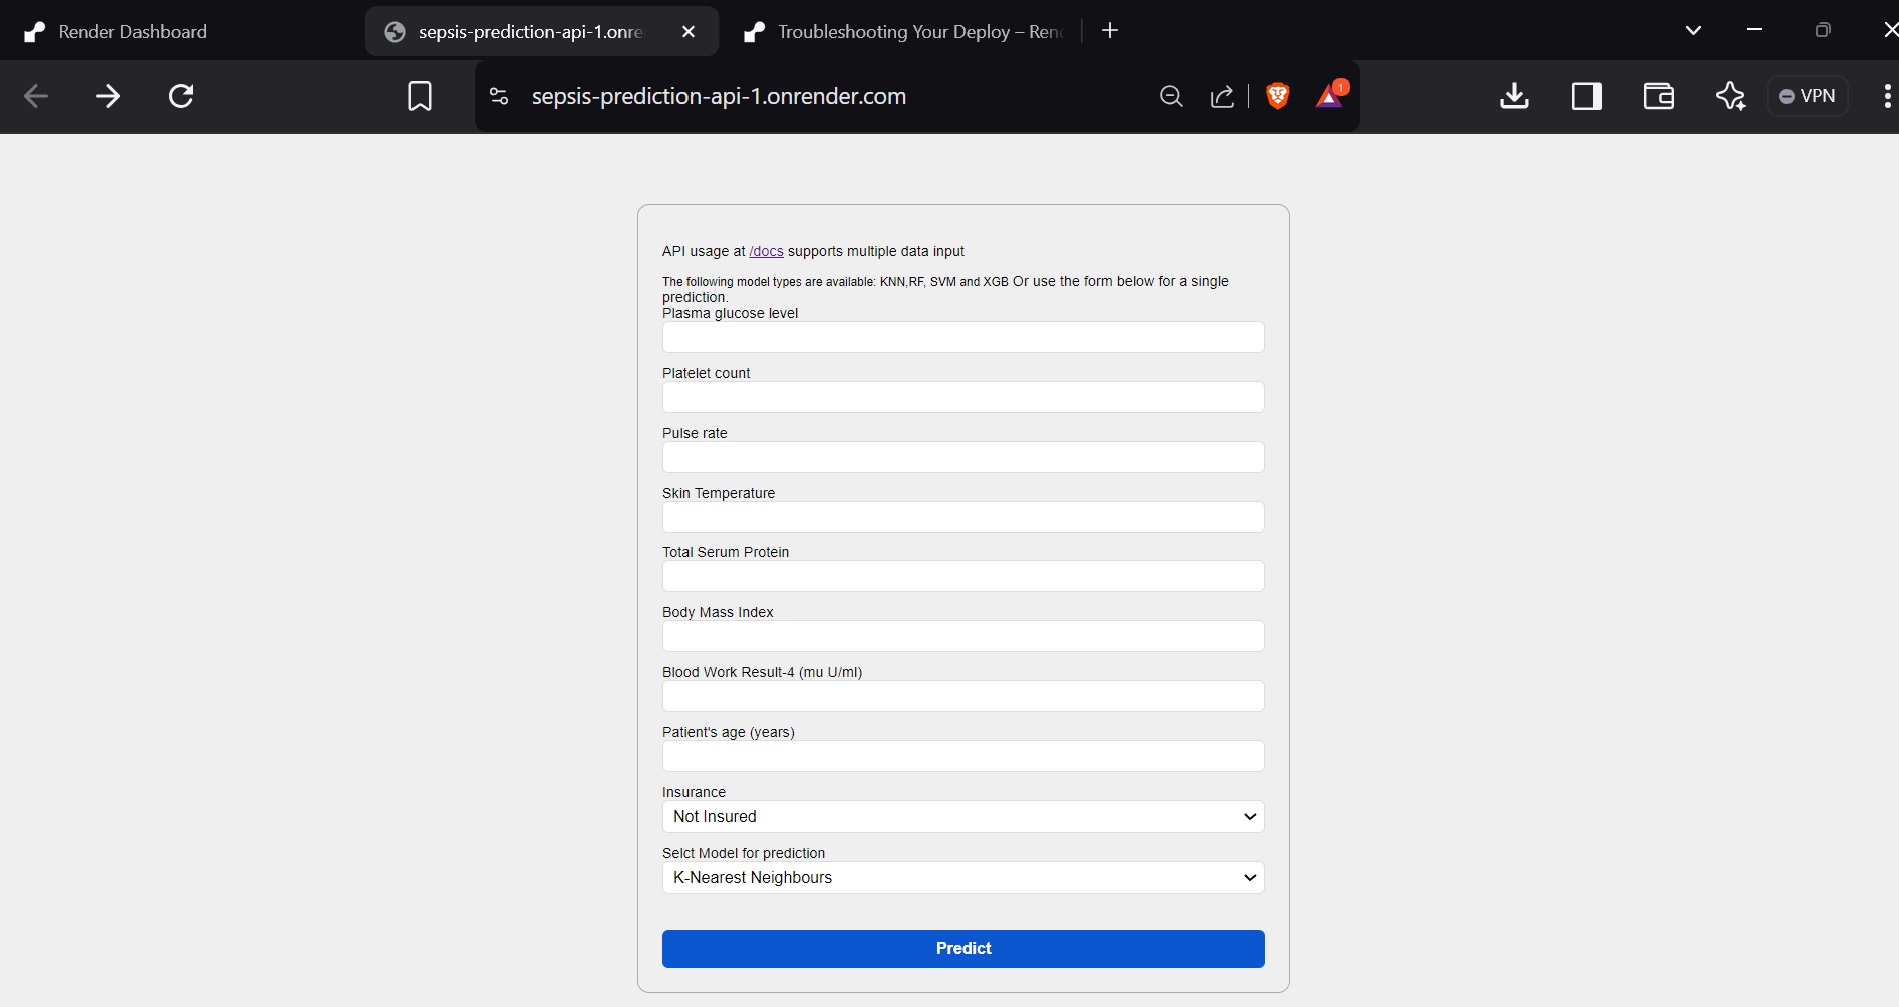 Render Dashboard
sepsis-prediction-api-1.onre
Troubleshooting Your Deploy – Ren
sepsis-prediction-api-1.onrender.com
1
VPN
API usage at /docs supports multiple data input
The following model types are available: KNN,RF, SVM and XGB Or use the form below for a single
prediction.
Plasma glucose level
Platelet count
Pulse rate
Skin Temperature
Total Serum Protein
Body Mass Index
Blood Work Result-4 (mu U/ml)
Patient's age (years)
Insurance
Not Insured
Selct Model for prediction
K-Nearest Neighbours
Predict